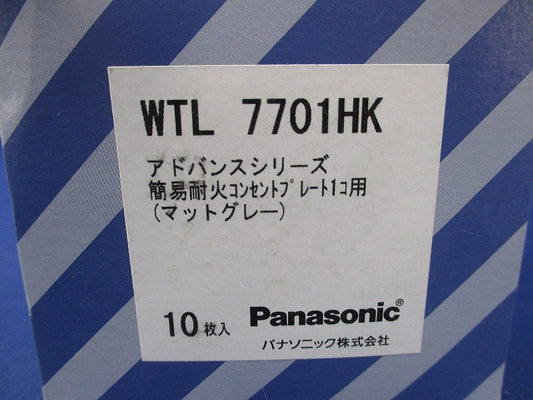 WTL 7701HK
アドバンスシリーズ
簡易耐火ｺﾝｾﾝﾄﾌﾟﾚｰﾄ1ｺ用
(マットグレー)
10枚入 Panasonic®
パナソニック株式会社